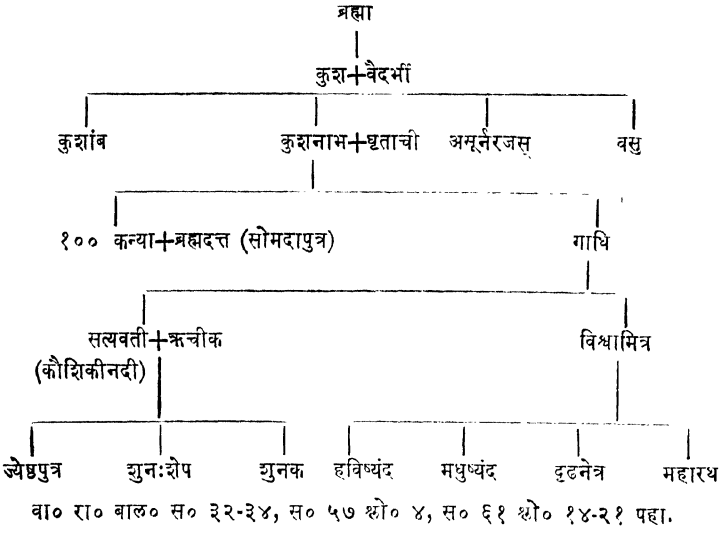 ब्रह्मा
कुश+वैदर्भी
कुशांब कुशनाभ+घृताची अमूर्नरजस् वसु
१०० कन्या+ब्रह्मदत्त (सोमदापुत्र) गाधि
सत्यवती+ऋचीक विश्वामित्र
(कौशिकीनदी)
ज्येष्ठपुत्र शुनःशेप शुनक हविष्यंद मधुष्यंद दृढनेत्र महारथ
वा० रा० बाल० स० ३२-३४, स० ५७ श्लो० ४, स० ६१ श्लो० १४-२१ पहा.